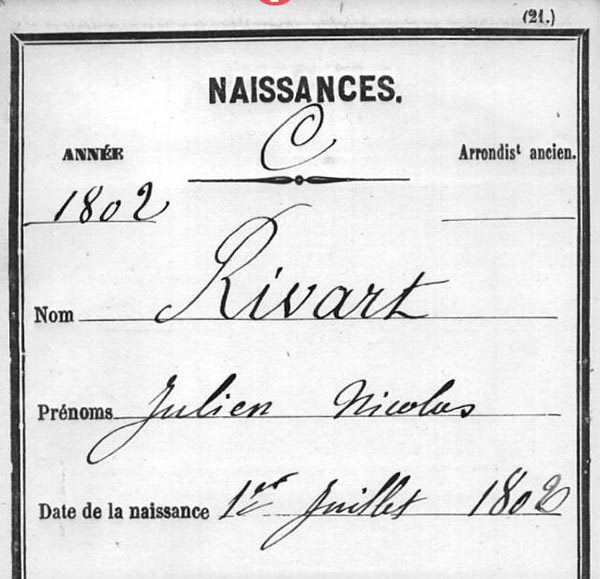 (21.)
NAISSANCES.
C
ANNÉE
Arrondist ancien.
1802
Nom Rivart
Prénoms Julien Nicolas
Date de la naissance 1er Juillet 1802